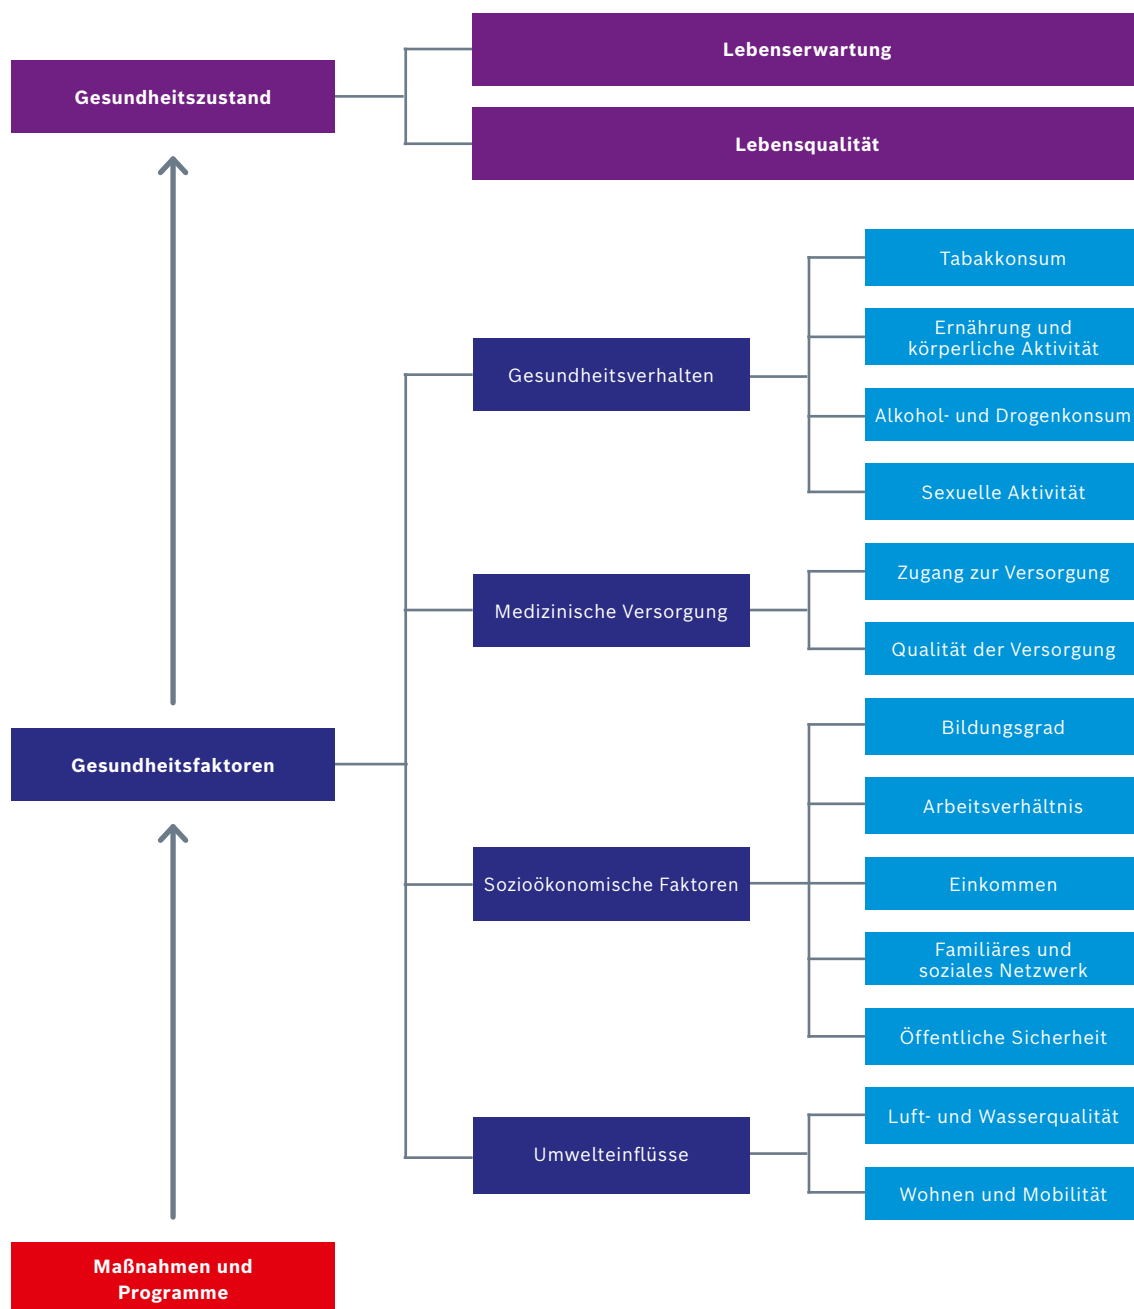 Lebenserwartung
Gesundheitszustand
Lebensqualität
Tabakkonsum
Ernährung und
körperliche Aktivität
Gesundheitsverhalten
Alkohol- und Drogenkonsum
Sexuelle Aktivität
Zugang zur Versorgung
Medizinische Versorgung
Qualität der Versorgung
Bildungsgrad
Gesundheitsfaktoren
Arbeitsverhältnis
Sozioökonomische Faktoren
Einkommen
Familiäres und
soziales Netzwerk
Öffentliche Sicherheit
Luft- und Wasserqualität
Umwelteinflüsse
Wohnen und Mobilität
Maßnahmen und
Programme